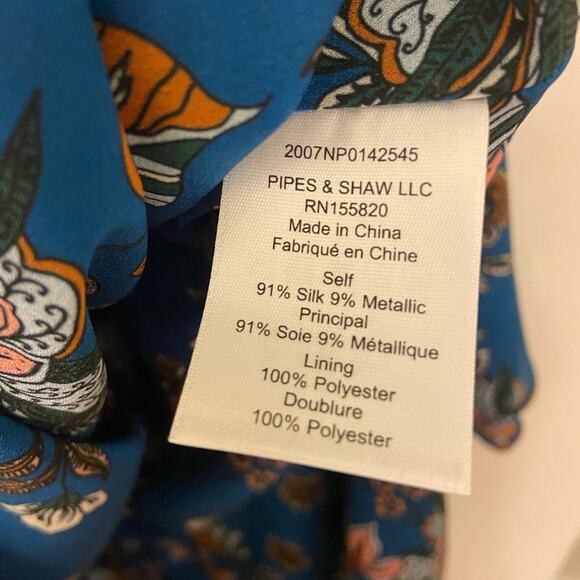 2007NP0142545
PIPES & SHAW LLC
RN155820
Made in China
Fabriqué en Chine
Self
91% Silk 9% Metallic
Principal
91% Soie 9% Métallique
Lining
100% Polyester
Doublure
100% Polyester